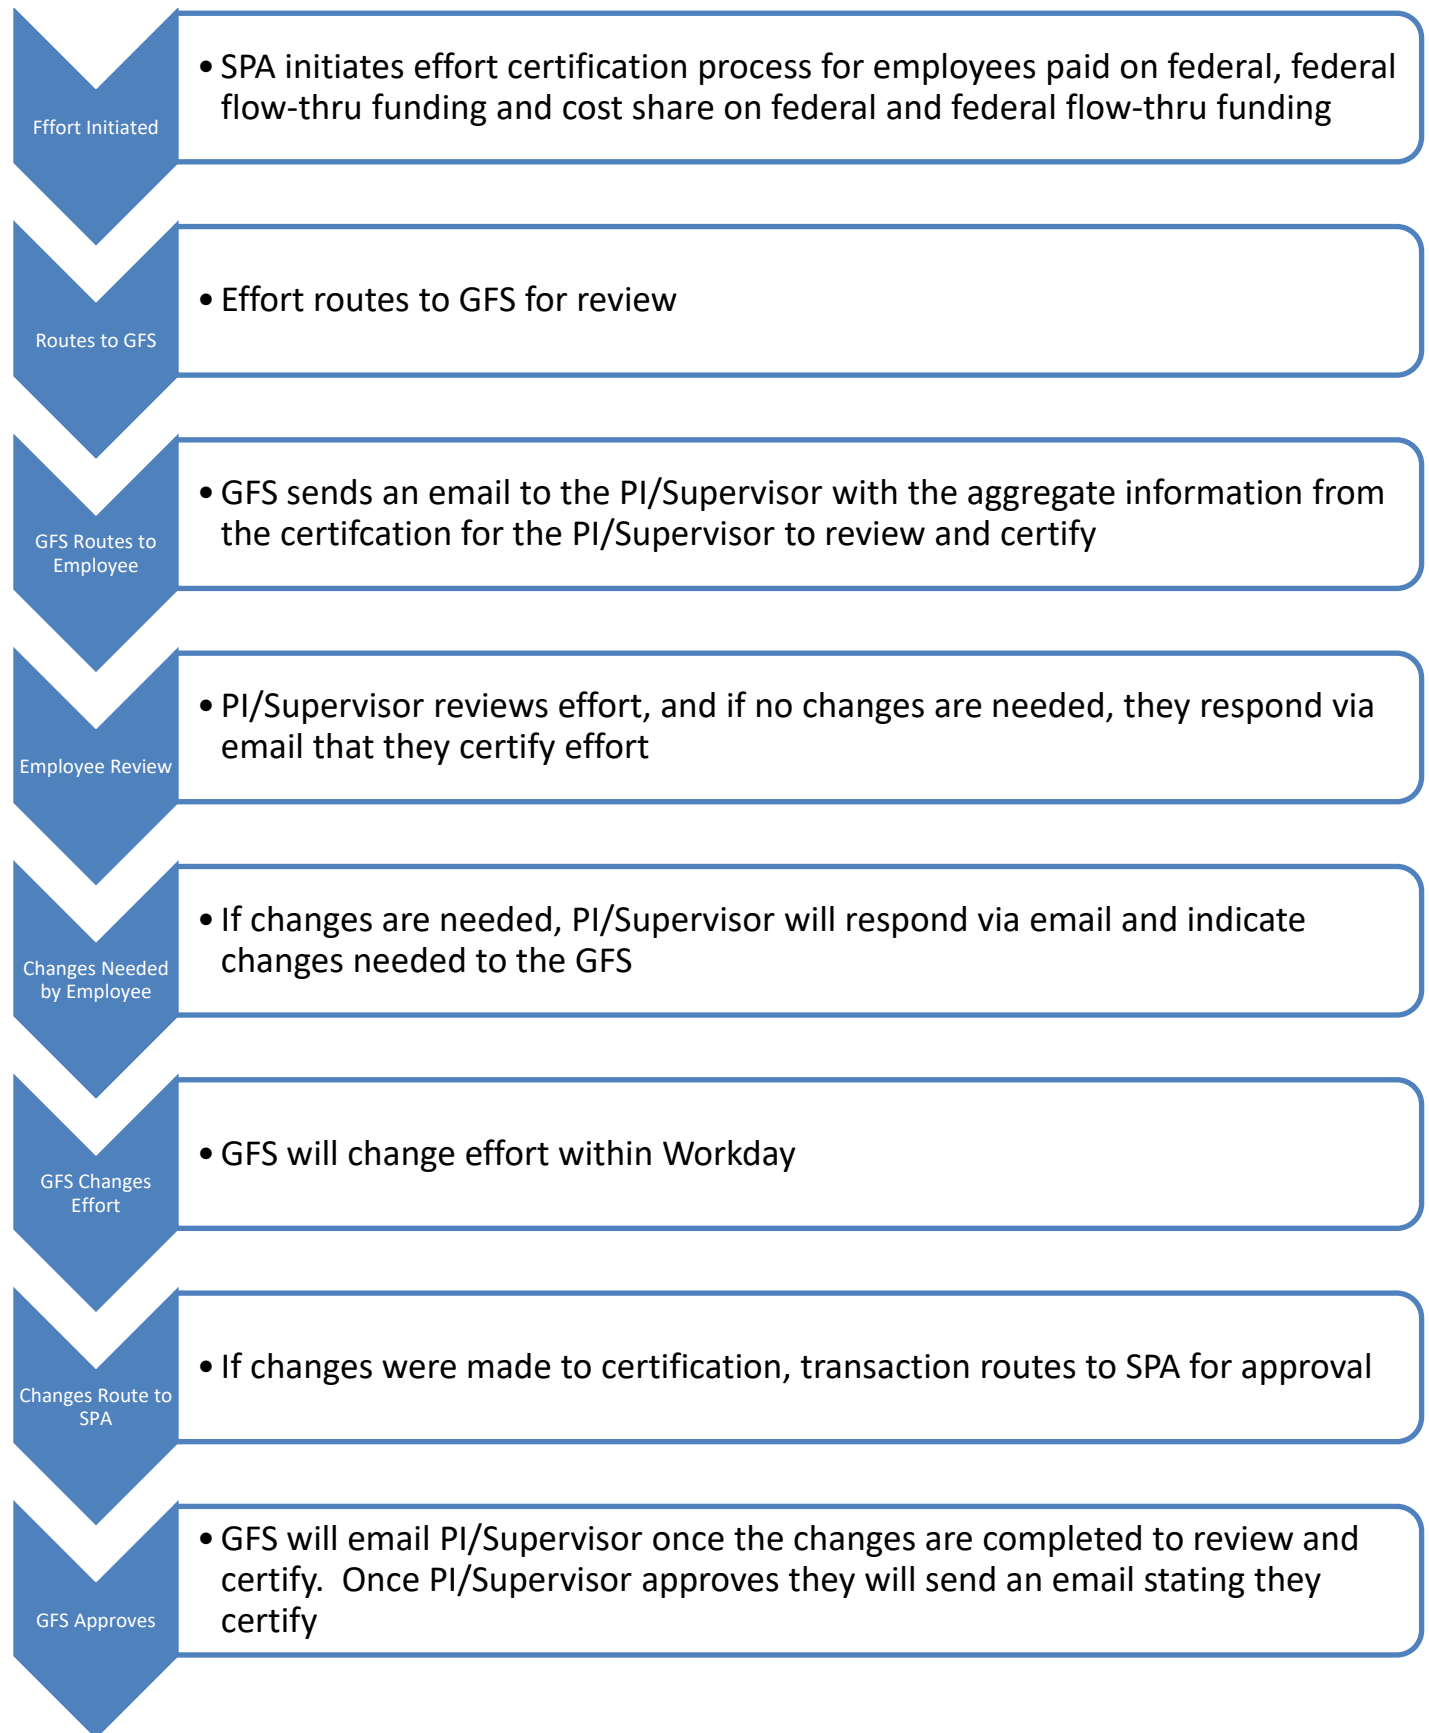 Fffort Initiated
• SPA initiates effort certification process for employees paid on federal, federal
flow-thru funding and cost share on federal and federal flow-thru funding
Routes to GFS
• Effort routes to GFS for review
GFS Routes to
Employee
• GFS sends an email to the PI/Supervisor with the aggregate information from
the certifcation for the PI/Supervisor to review and certify
Employee Review
• PI/Supervisor reviews effort, and if no changes are needed, they respond via
email that they certify effort
Changes Needed
by Employee
• If changes are needed, PI/Supervisor will respond via email and indicate
changes needed to the GFS
GFS Changes
Effort
• GFS will change effort within Workday
Changes Route to
SPA
• If changes were made to certification, transaction routes to SPA for approval
GFS Approves
• GFS will email PI/Supervisor once the changes are completed to review and
certify.  Once PI/Supervisor approves they will send an email stating they
certify